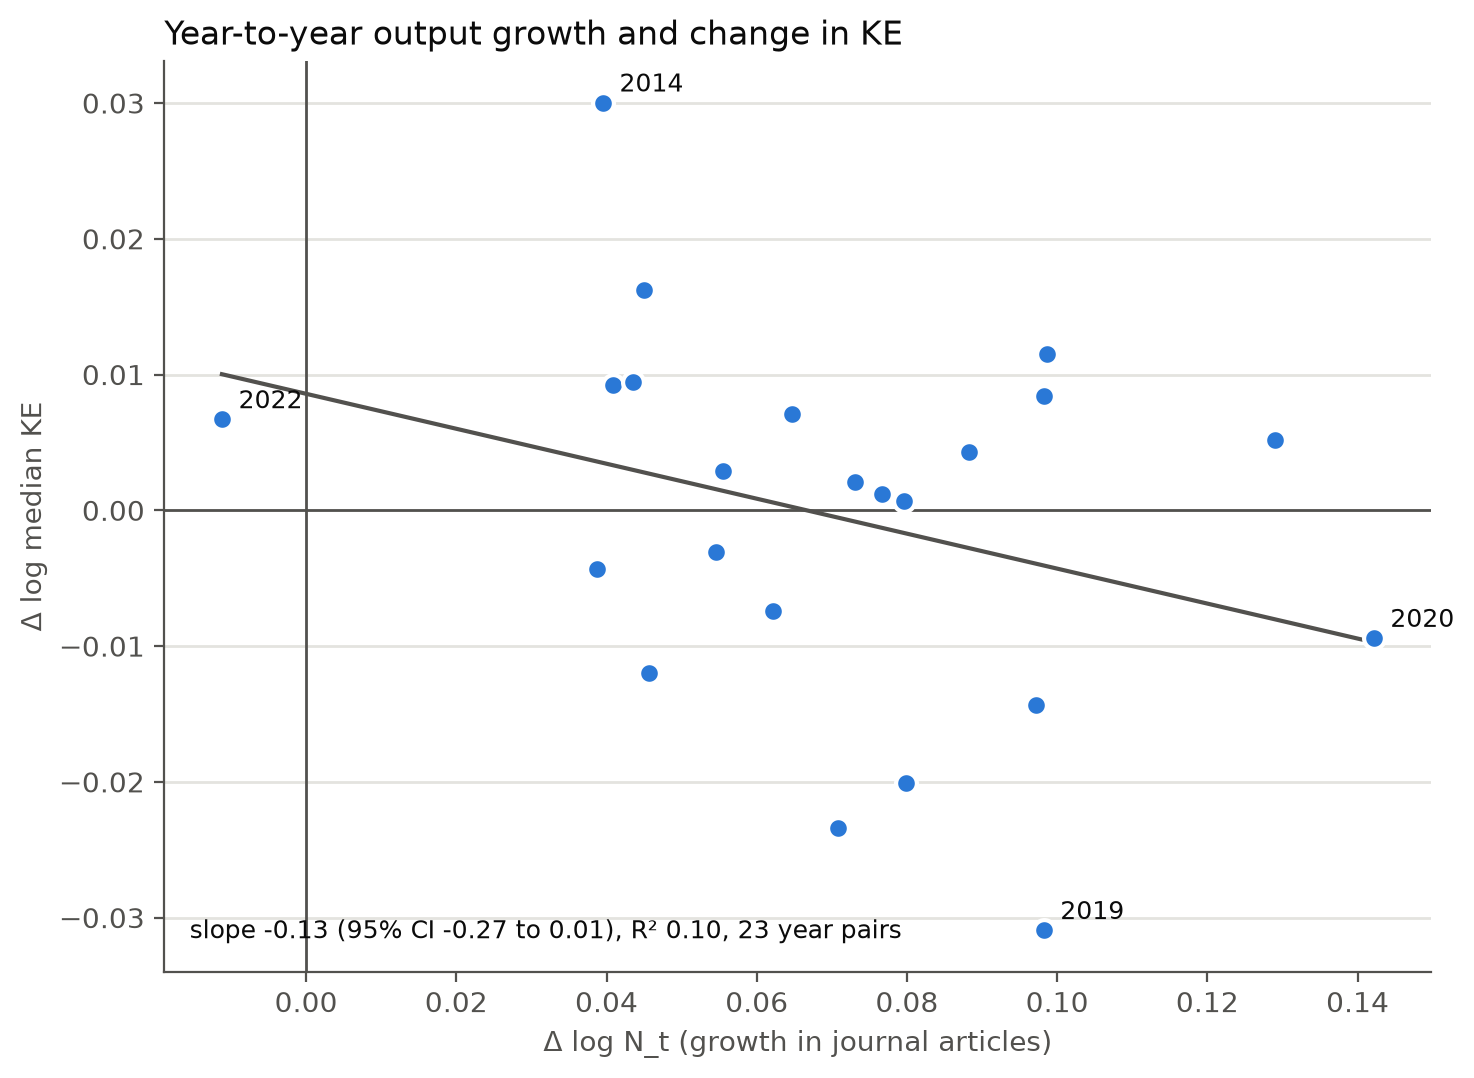 Year-to-year output growth and change in KE
2014
0.03
0.02
0.01
2022
0.00
−0.01
2020
−0.02
−0.03
2019
slope -0.13 (95% CI -0.27 to 0.01), R² 0.10, 23 year pairs
Δ log median KE
0.00 0.02 0.04 0.06 0.08 0.10 0.12 0.14
Δ log N_t (growth in journal articles)